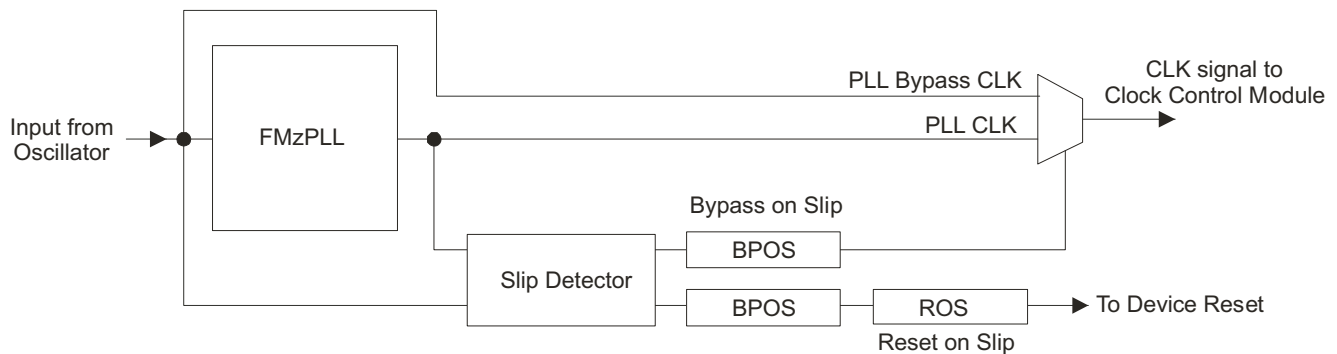 CLK signal to
Clock Control Module
PLL Bypass CLK
PLL CLK
Input from
Oscillator
FMzPLL
Bypass on Slip
BPOS
Slip Detector
BPOS
ROS
To Device Reset
Reset on Slip